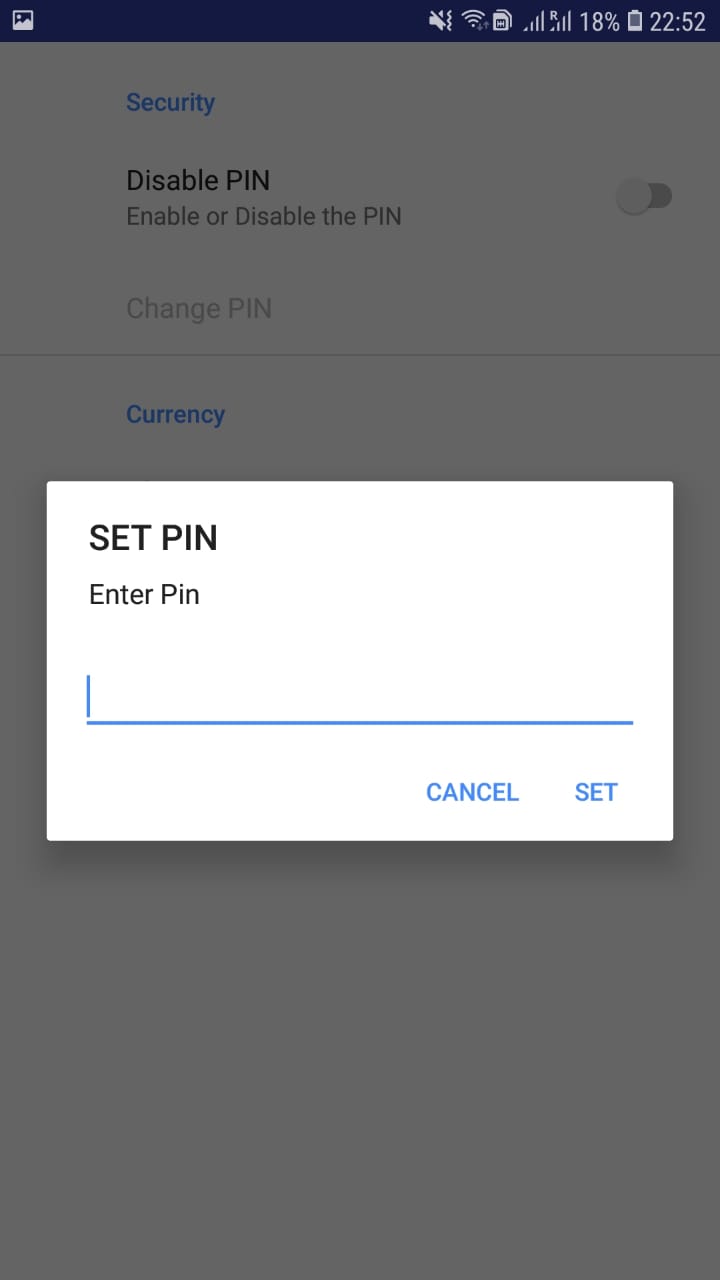 R 18% 22:52
Security
Disable PIN
Enable or Disable the PIN
Change PIN
Currency
SET PIN
Enter Pin
CANCEL SET